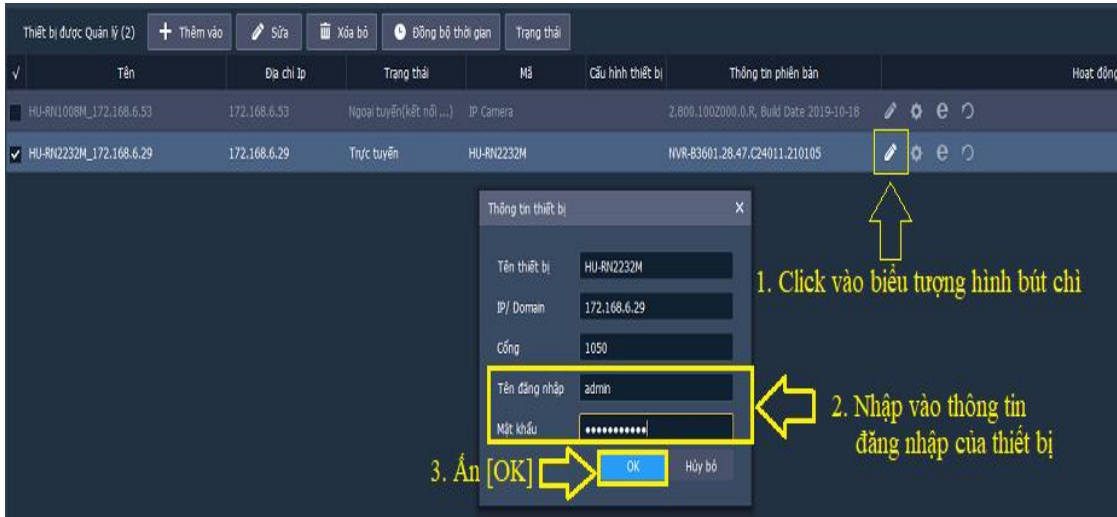 Thiết bị được Quản lý (2) Thêm vào Sửa Xóa bỏ Đồng bộ thời gian Trạng thái
√ Tên Địa chỉ Ip Trạng thái Mã Cấu hình thiết bị Thông tin phiên bản Hoạt động
HU-RN1008M_172.168.6.53 172.168.6.53 Ngoại tuyến(kết nối ...) IP Camera 2.800.100Z000.0.R, Build Date 2019-10-18
HU-RN2232M_172.168.6.29 172.168.6.29 Trực tuyến HU-RN2232M NVR-B3601.28.47.C24011.210105
Thông tin thiết bị X
Tên thiết bị HU-RN2232M
1. Click vào biểu tượng hình bút chì
IP/ Domain 172.168.6.29
Cổng 1050
Tên đăng nhập admin
2. Nhập vào thông tin
đăng nhập của thiết bị
Mật khẩu •••••••••••
3. Ấn [OK] OK Hủy bỏ